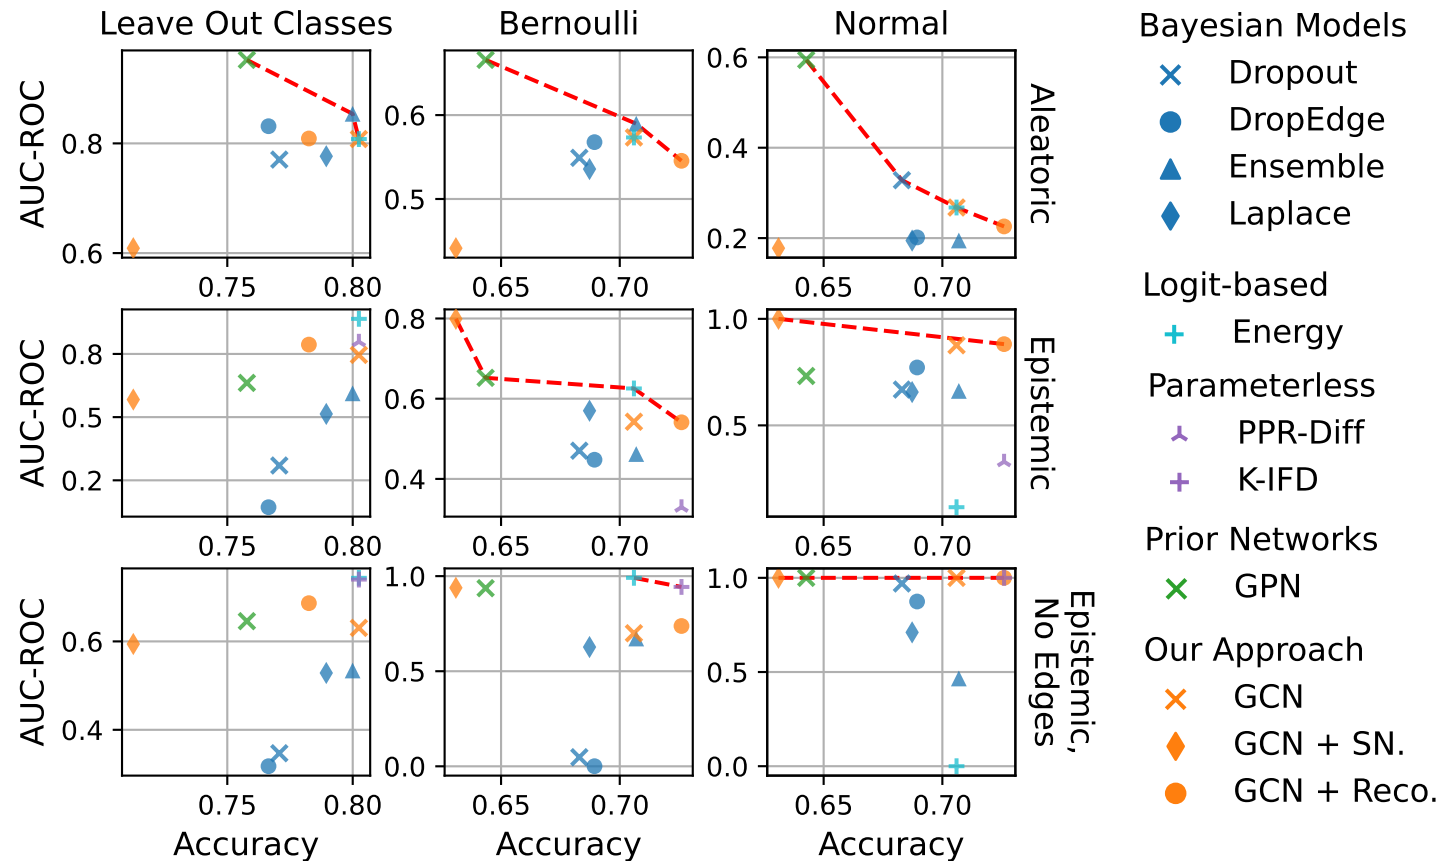 Leave Out Classes
Bernoulli
Normal
AUC-ROC
0.8
0.6
0.75
0.80
0.6
0.5
0.65
0.70
0.6
0.4
0.2
0.65
0.70
Aleatoric
AUC-ROC
0.8
0.5
0.2
0.75
0.80
0.8
0.6
0.4
0.65
0.70
1.0
0.5
0.65
0.70
Epistemic
AUC-ROC
0.6
0.4
0.75
0.80
Accuracy
1.0
0.5
0.0
0.65
0.70
Accuracy
1.0
0.5
0.0
0.65
0.70
Accuracy
Epistemic,
No Edges
Bayesian Models
Dropout
DropEdge
Ensemble
Laplace
Logit-based
Energy
Parameterless
PPR-Diff
K-IFD
Prior Networks
GPN
Our Approach
GCN
GCN + SN.
GCN + Reco.